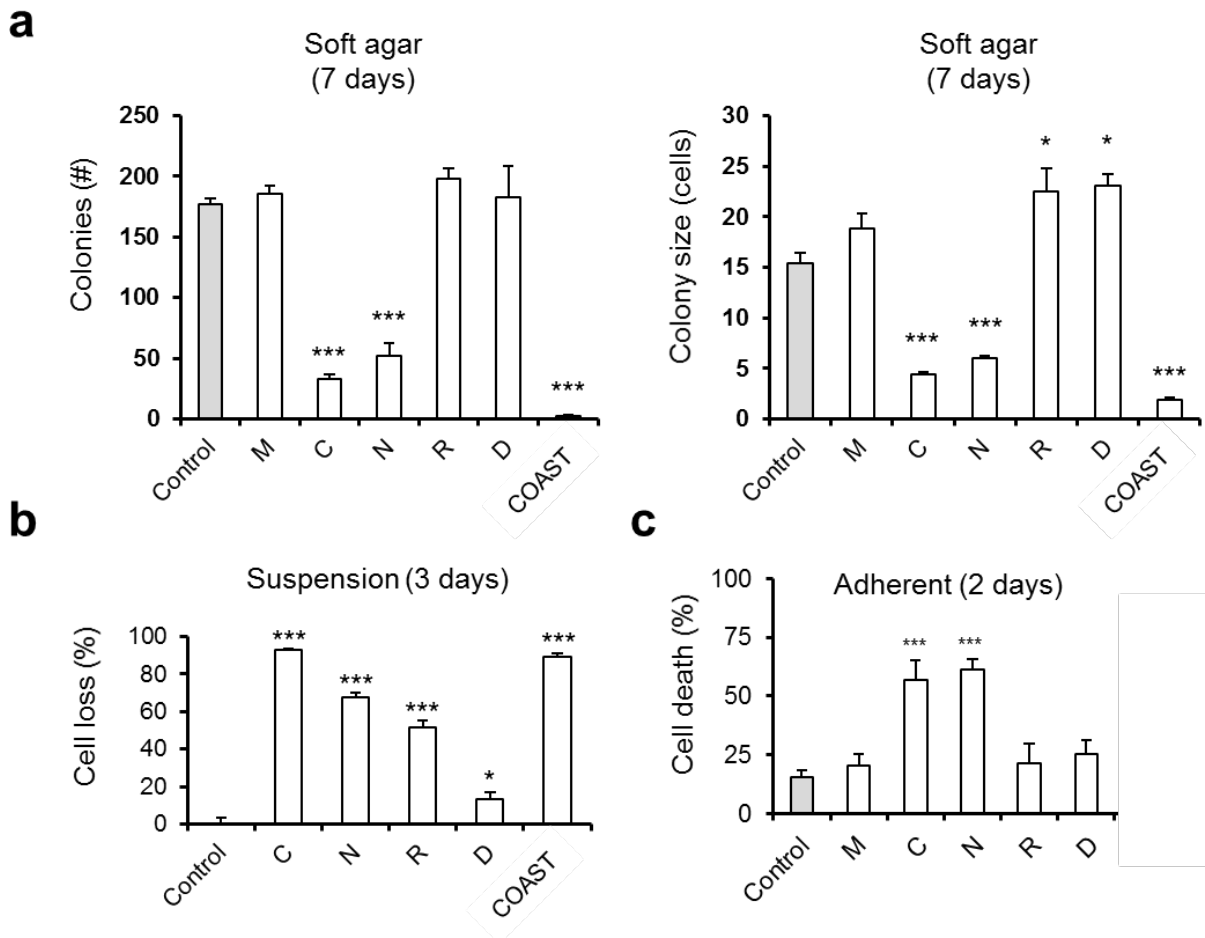 a
Soft agar
(7 days)
Colonies (#)
250
200
150
100
50
0
***
***
***
Control
M
C
N
R
D
COAST
Soft agar
(7 days)
Colony size (cells)
30
25
20
15
10
5
0
***
***
*
*
***
Control
M
C
N
R
D
COAST
b
Suspension (3 days)
Cell loss (%)
100
80
60
40
20
0
***
***
***
*
***
Control
C
N
R
D
COAST
c
Adherent (2 days)
Cell death (%)
100
75
50
25
0
***
***
Control
M
C
N
R
D